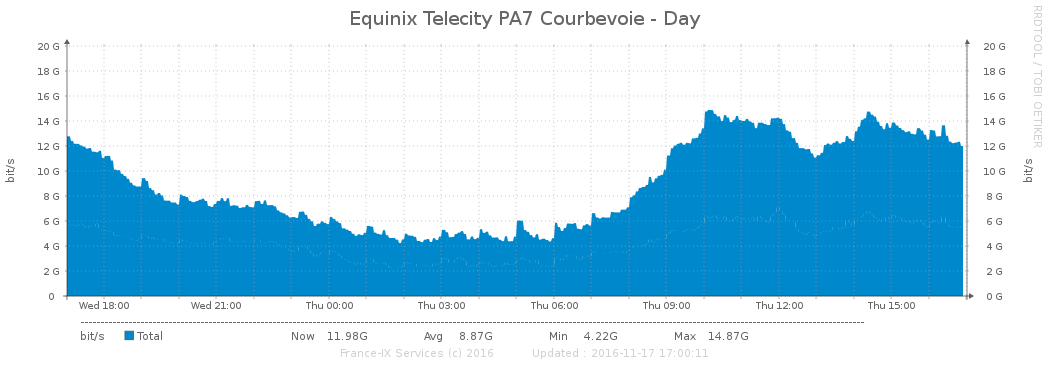 Equinix Telecity PA7 Courbevoie - Day
RRDTOOL / TOBI OETIKER
bit/s
20 G 20 G
18 G 18 G
16 G 16 G
14 G 14 G
12 G 12 G
10 G 10 G
8 G 8 G
6 G 6 G
4 G 4 G
2 G 2 G
0 0 G
bit/s
Wed 18:00 Wed 21:00 Thu 00:00 Thu 03:00 Thu 06:00 Thu 09:00 Thu 12:00 Thu 15:00
bit/s Total Now 11.98G Avg 8.87G Min 4.22G Max 14.87G
France-IX Services (c) 2016 Updated : 2016-11-17 17:00:11